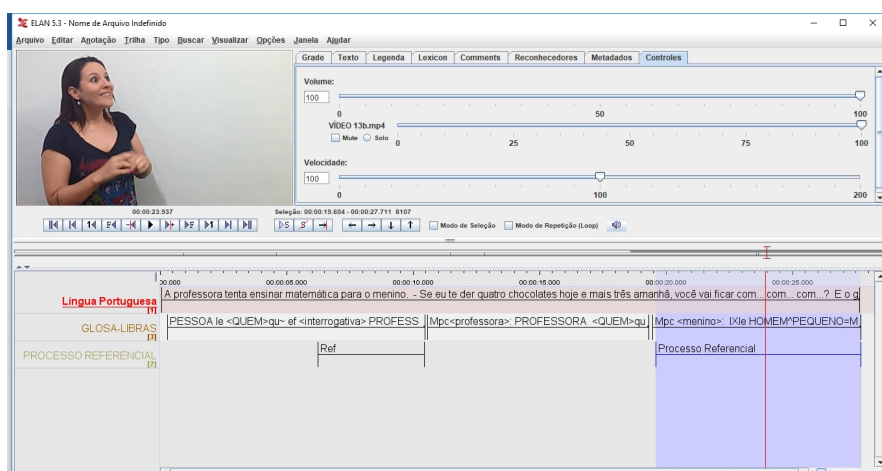 ELAN 5.3 - Nome de Arquivo Indefinido
Arquivo Editar Anotação Trilha Tipo Buscar Visualizar Opções Janela Ajudar
Grade Texto Legenda Lexicon Comments Reconhecedores Metadados Controles
Volume:
100
0 50 100
VÍDEO 13b.mp4
Mute Solo 0 25 50 75 100
Velocidade:
100
0 100 200
00:00:23.937 Seleção: 00:00:19.604 - 00:00:27.711 8107
Modo de Seleção Modo de Repetição (Loop)
00.000 00:00:05.000 00:00:10.000 00:00:15.000 00:00:20.000 00:00:25.000
Lingua Portuguesa A professora tenta ensinar matemática para o menino. - Se eu te der quatro chocolates hoje e mais três amanhã, você vai ficar com... com... com...? E o g
[1]
GLOSA-LIBRAS PESSOA le <QUEM>qu~ ef <interrogativa> PROFESS Mpc<professora>: PROFESSORA <QUEM>qu Mpc <menino>: IXle HOMEM^PEQUENO=M
[3]
PROCESSO REFERENCIAL Ref Processo Referencial
[2]